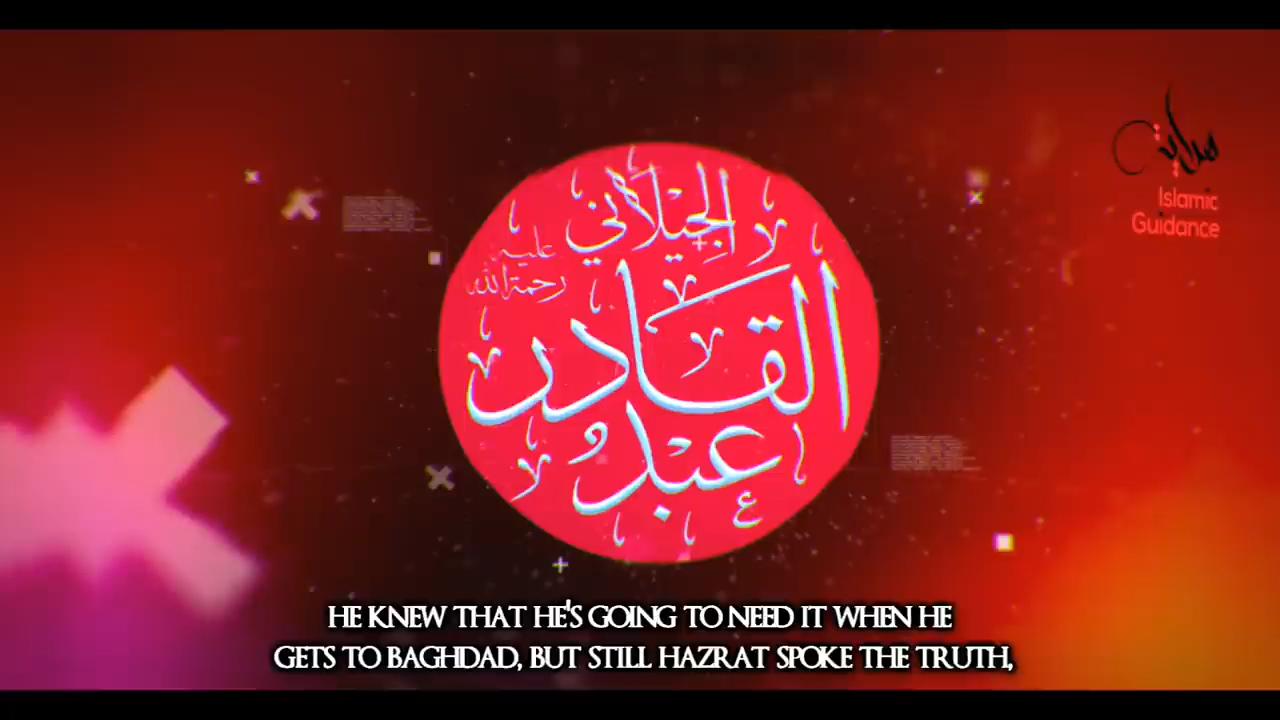 الجيلاني
عليه
رحمة الله
القادر
عبد
هداية
Islamic
Guidance
HE KNEW THAT HE'S GOING TO NEED IT WHEN HE
GETS TO BAGHDAD, BUT STILL HAZRAT SPOKE THE TRUTH,